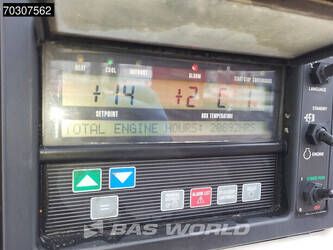 70307562
HEAT COOL DEFROST ALARM START/STOP CONTINUOUS
+14 +2 C
SETPOINT BOX TEMPERATURE
TOTAL ENGINE HOURS: 20692HRS
ALARM LIST
LANGUAGE
STANDBY
ENGINE
BAS WORLD